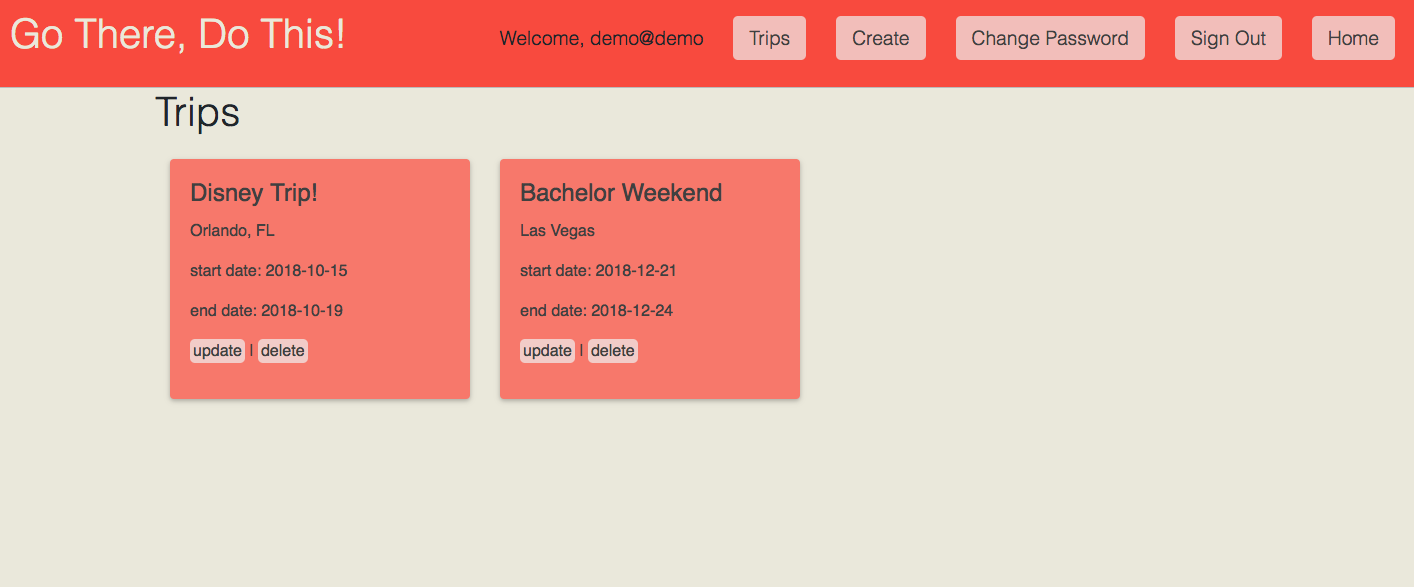 Go There, Do This! Welcome, demo@demo Trips Create Change Password Sign Out Home
Trips
Disney Trip!
Orlando, FL
start date: 2018-10-15
end date: 2018-10-19
update | delete
Bachelor Weekend
Las Vegas
start date: 2018-12-21
end date: 2018-12-24
update | delete